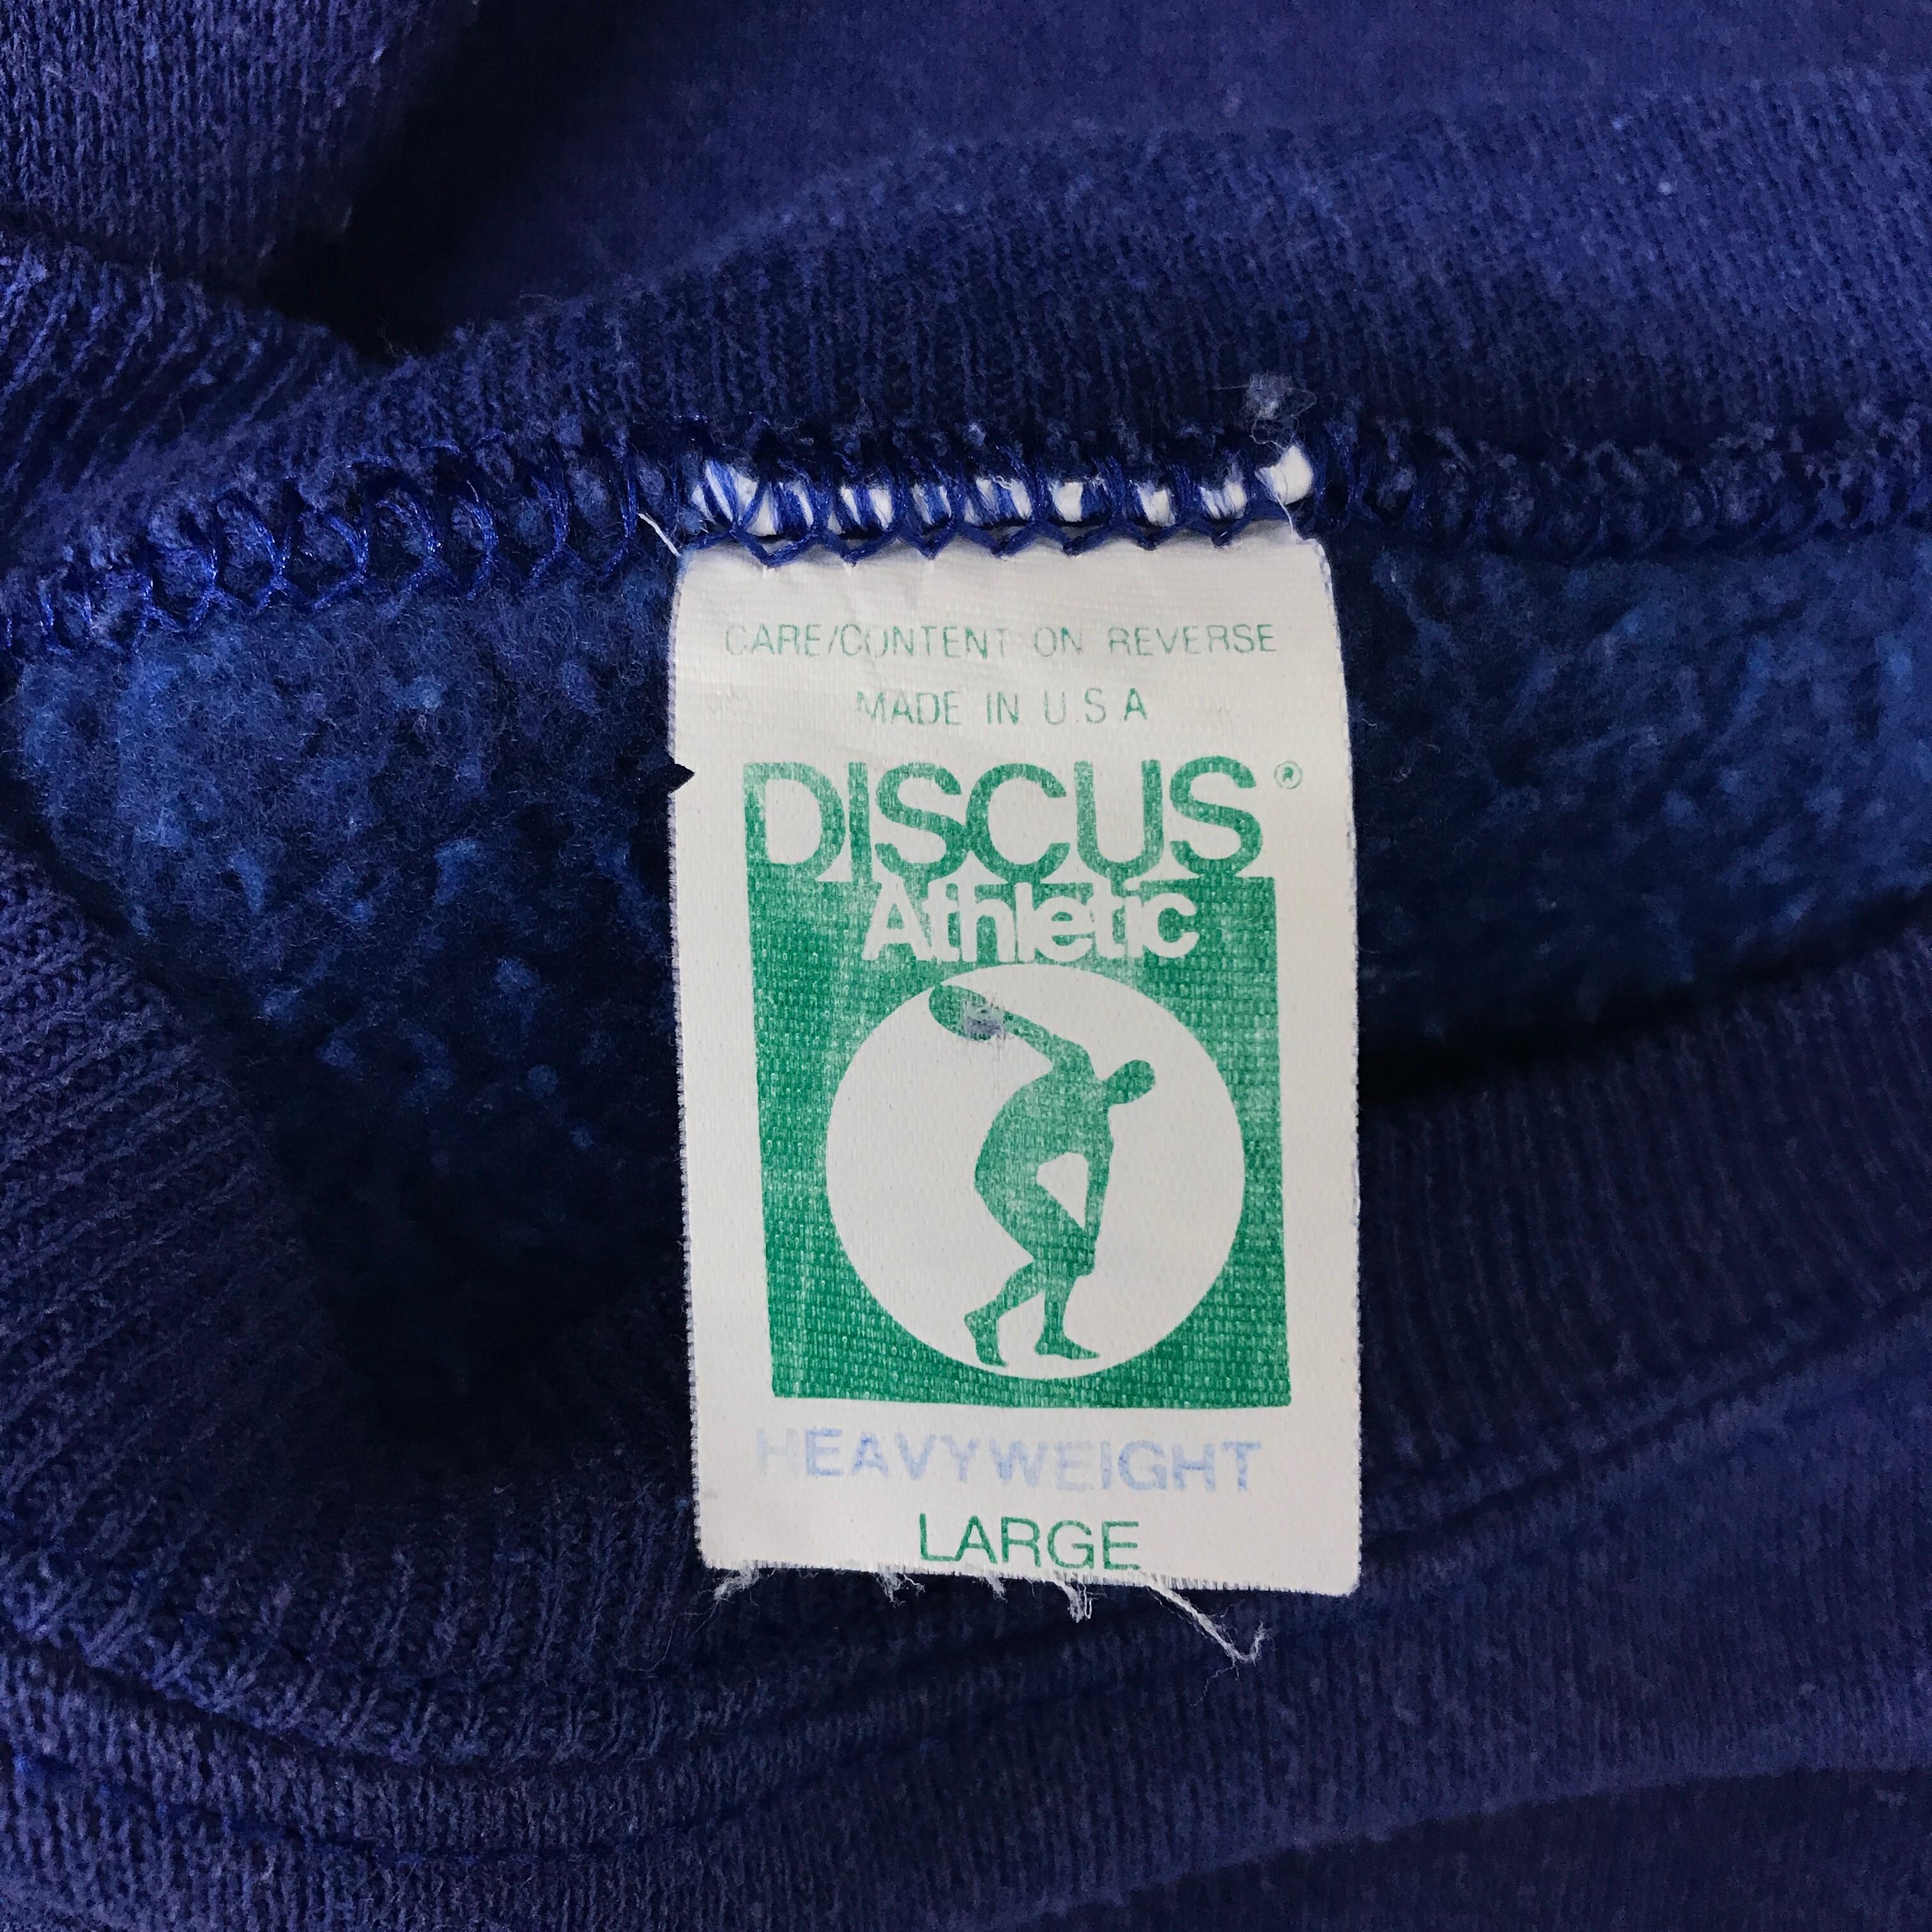 CARE/CONTENT ON REVERSE
MADE IN U.S.A
DISCUS®
Athletic
HEAVYWEIGHT
LARGE